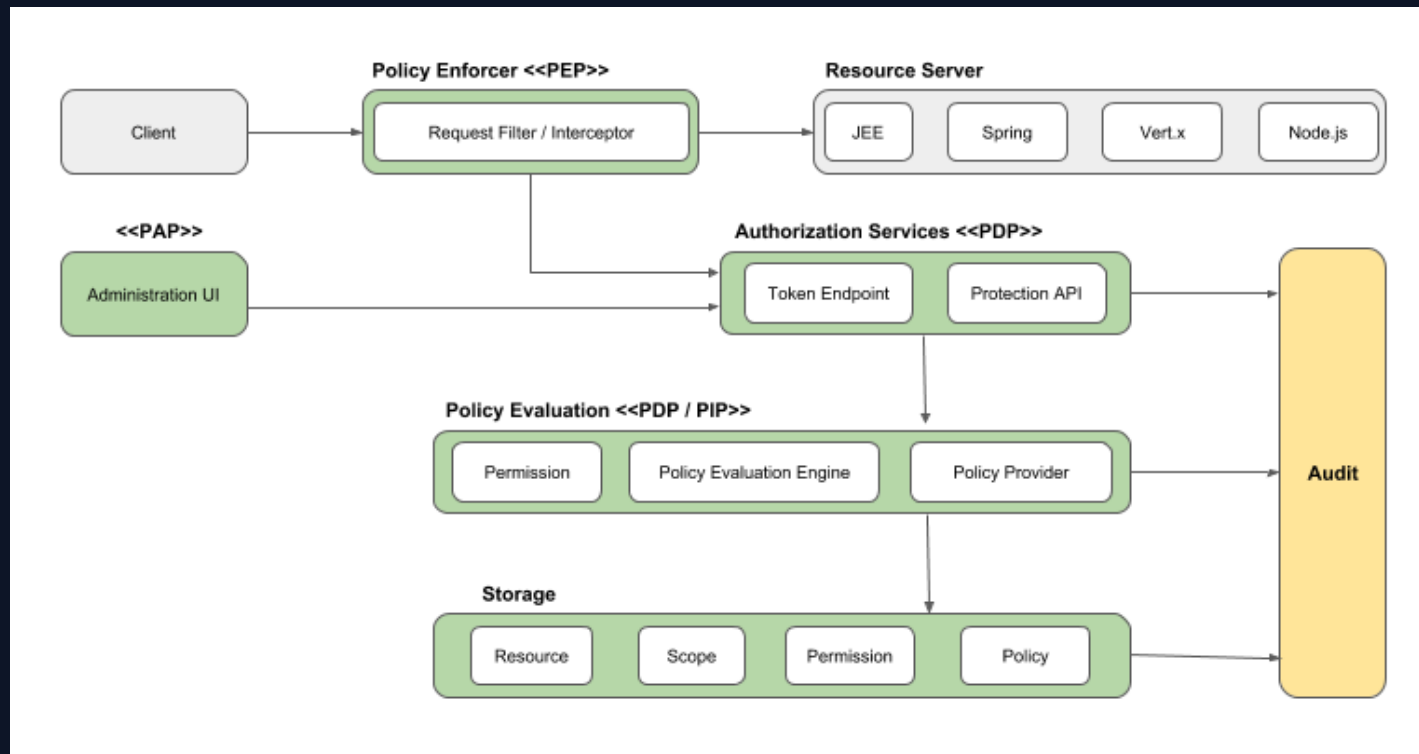 Policy Enforcer <<PEP>>
Resource Server
Client
Request Filter / Interceptor
JEE
Spring
Vert.x
Node.js
<<PAP>>
Authorization Services <<PDP>>
Administration UI
Token Endpoint
Protection API
Policy Evaluation <<PDP / PIP>>
Permission
Policy Evaluation Engine
Policy Provider
Audit
Storage
Resource
Scope
Permission
Policy